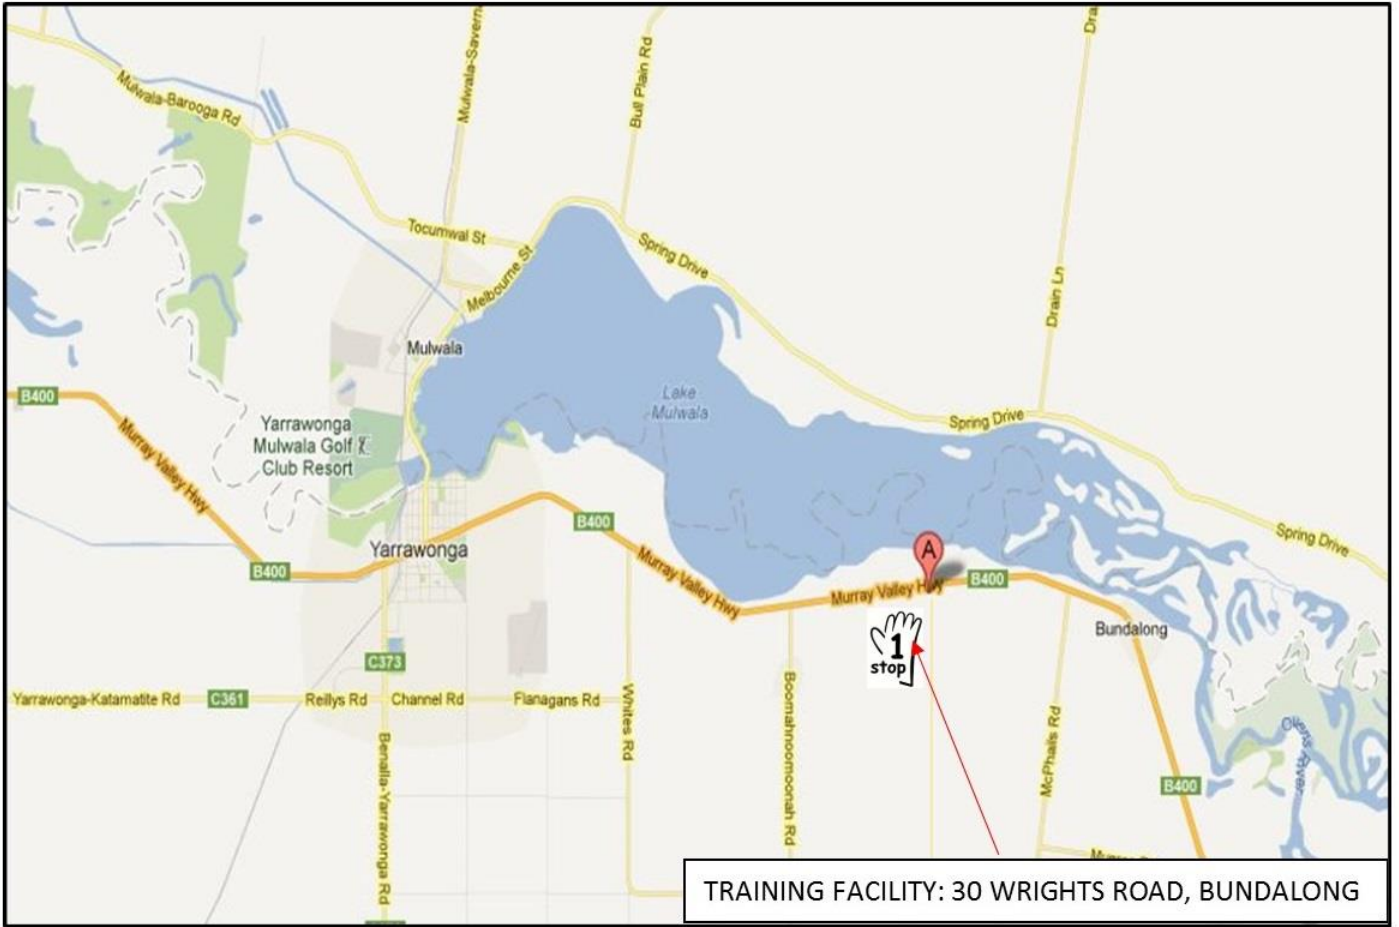 Mulwala-Barooga Rd
Mulwala-Savern
Bull Plain Rd
Dra
Tocumwal St
Melbourne St
Spring Drive
Drain Ln
Mulwala
B400
Lake
Mulwala
Spring Drive
Yarrawonga
Mulwala Golf
Club Resort
Murray Valley Hwy
B400
Murray Valley Hwy
Spring Drive
Yarrawonga
B400
A
B400
Murray Valley Hwy
1
stop
Bundalong
C373
Yarrawonga-Katamatite Rd
C361
Reillys Rd
Channel Rd
Flanagans Rd
Whites Rd
Boomahnoomoonah Rd
McPhails Rd
Ovens River
Benalla-Yarrawonga Rd
B400
TRAINING FACILITY: 30 WRIGHTS ROAD, BUNDALONG